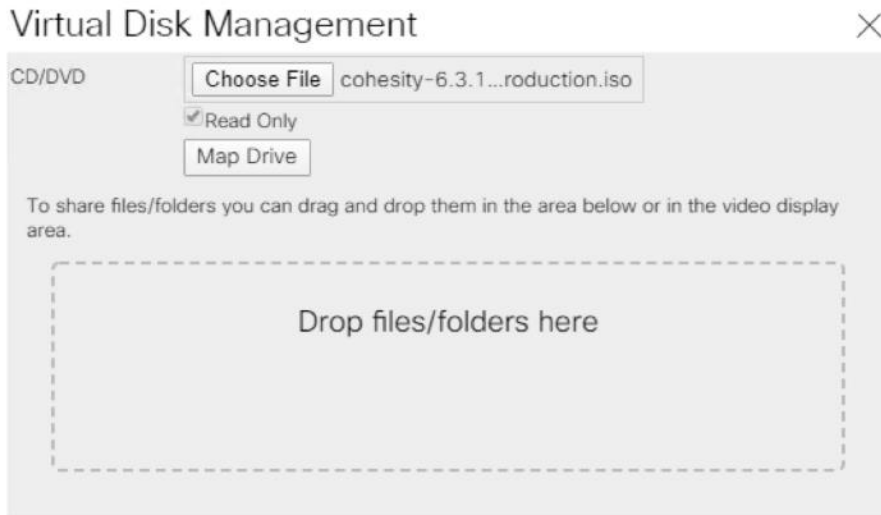 Virtual Disk Management
CD/DVD Choose File cohesity-6.3.1...roduction.iso
Read Only
Map Drive
To share files/folders you can drag and drop them in the area below or in the video display
area.
Drop files/folders here